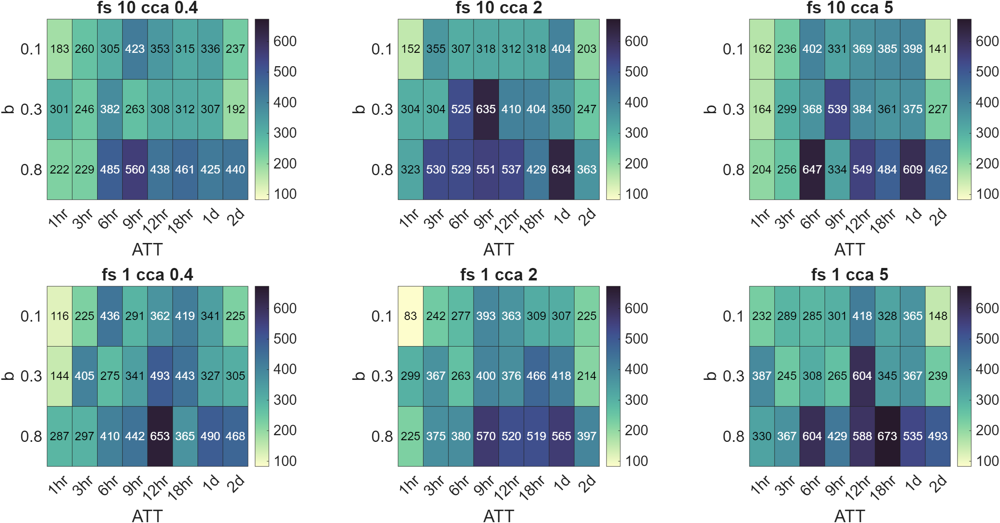 fs 10 cca 0.4
0.1 183 260 305 423 353 315 336 237
b 0.3 301 246 382 263 308 312 307 192
0.8 222 229 485 560 438 461 425 440
600
500
400
300
200
100
1hr 3hr 6hr 9hr 12hr 18hr 1d 2d
ATT
fs 10 cca 2
0.1 152 355 307 318 312 318 404 203
b 0.3 304 304 525 635 410 404 350 247
0.8 323 530 529 551 537 429 634 363
600
500
400
300
200
100
1hr 3hr 6hr 9hr 12hr 18hr 1d 2d
ATT
fs 10 cca 5
0.1 162 236 402 331 369 385 398 141
b 0.3 164 299 368 539 384 361 375 227
0.8 204 256 647 334 549 484 609 462
600
500
400
300
200
100
1hr 3hr 6hr 9hr 12hr 18hr 1d 2d
ATT
fs 1 cca 0.4
0.1 116 225 436 291 362 419 341 225
b 0.3 144 405 275 341 493 443 327 305
0.8 287 297 410 442 653 365 490 468
600
500
400
300
200
100
1hr 3hr 6hr 9hr 12hr 18hr 1d 2d
ATT
fs 1 cca 2
0.1 83 242 277 393 363 309 307 225
b 0.3 299 367 263 400 376 466 418 214
0.8 225 375 380 570 520 519 565 397
600
500
400
300
200
100
1hr 3hr 6hr 9hr 12hr 18hr 1d 2d
ATT
fs 1 cca 5
0.1 232 289 285 301 418 328 365 148
b 0.3 387 245 308 265 604 345 367 239
0.8 330 367 604 429 588 673 535 493
600
500
400
300
200
100
1hr 3hr 6hr 9hr 12hr 18hr 1d 2d
ATT